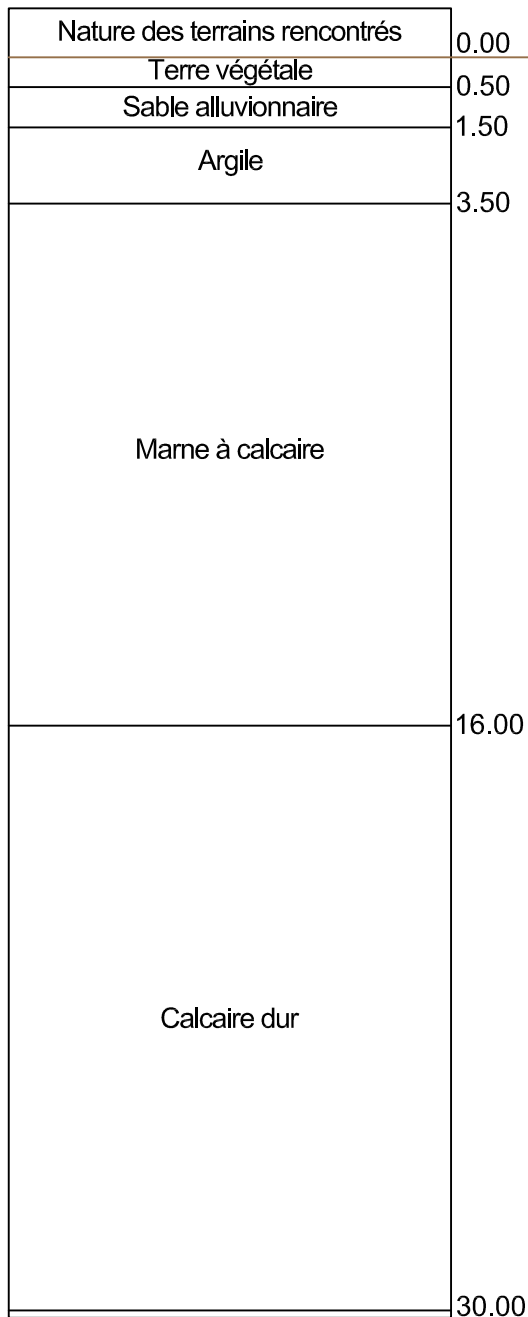 Nature des terrains rencontrés
0.00
Terre végétale
0.50
Sable alluvionnaire
1.50
Argile
3.50
Marne à calcaire
16.00
Calcaire dur
30.00